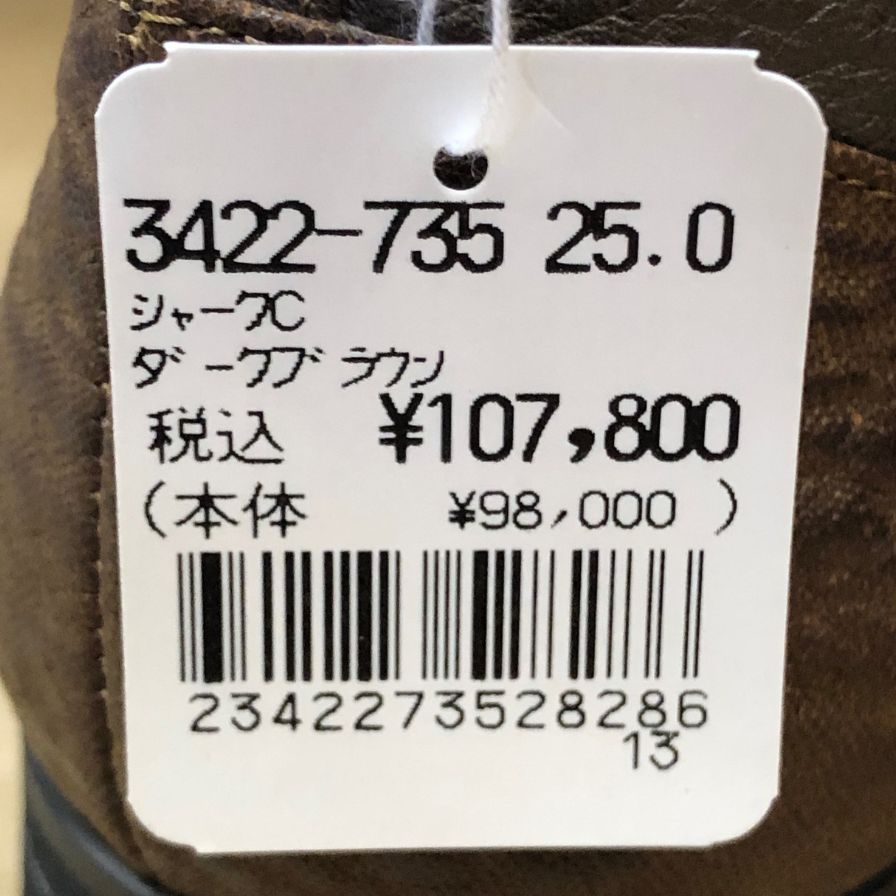 3422-735 25.0
シャークC
ダークブラウン
税込 ¥107,800
(本体 ¥98,000 )
2342273528286
13